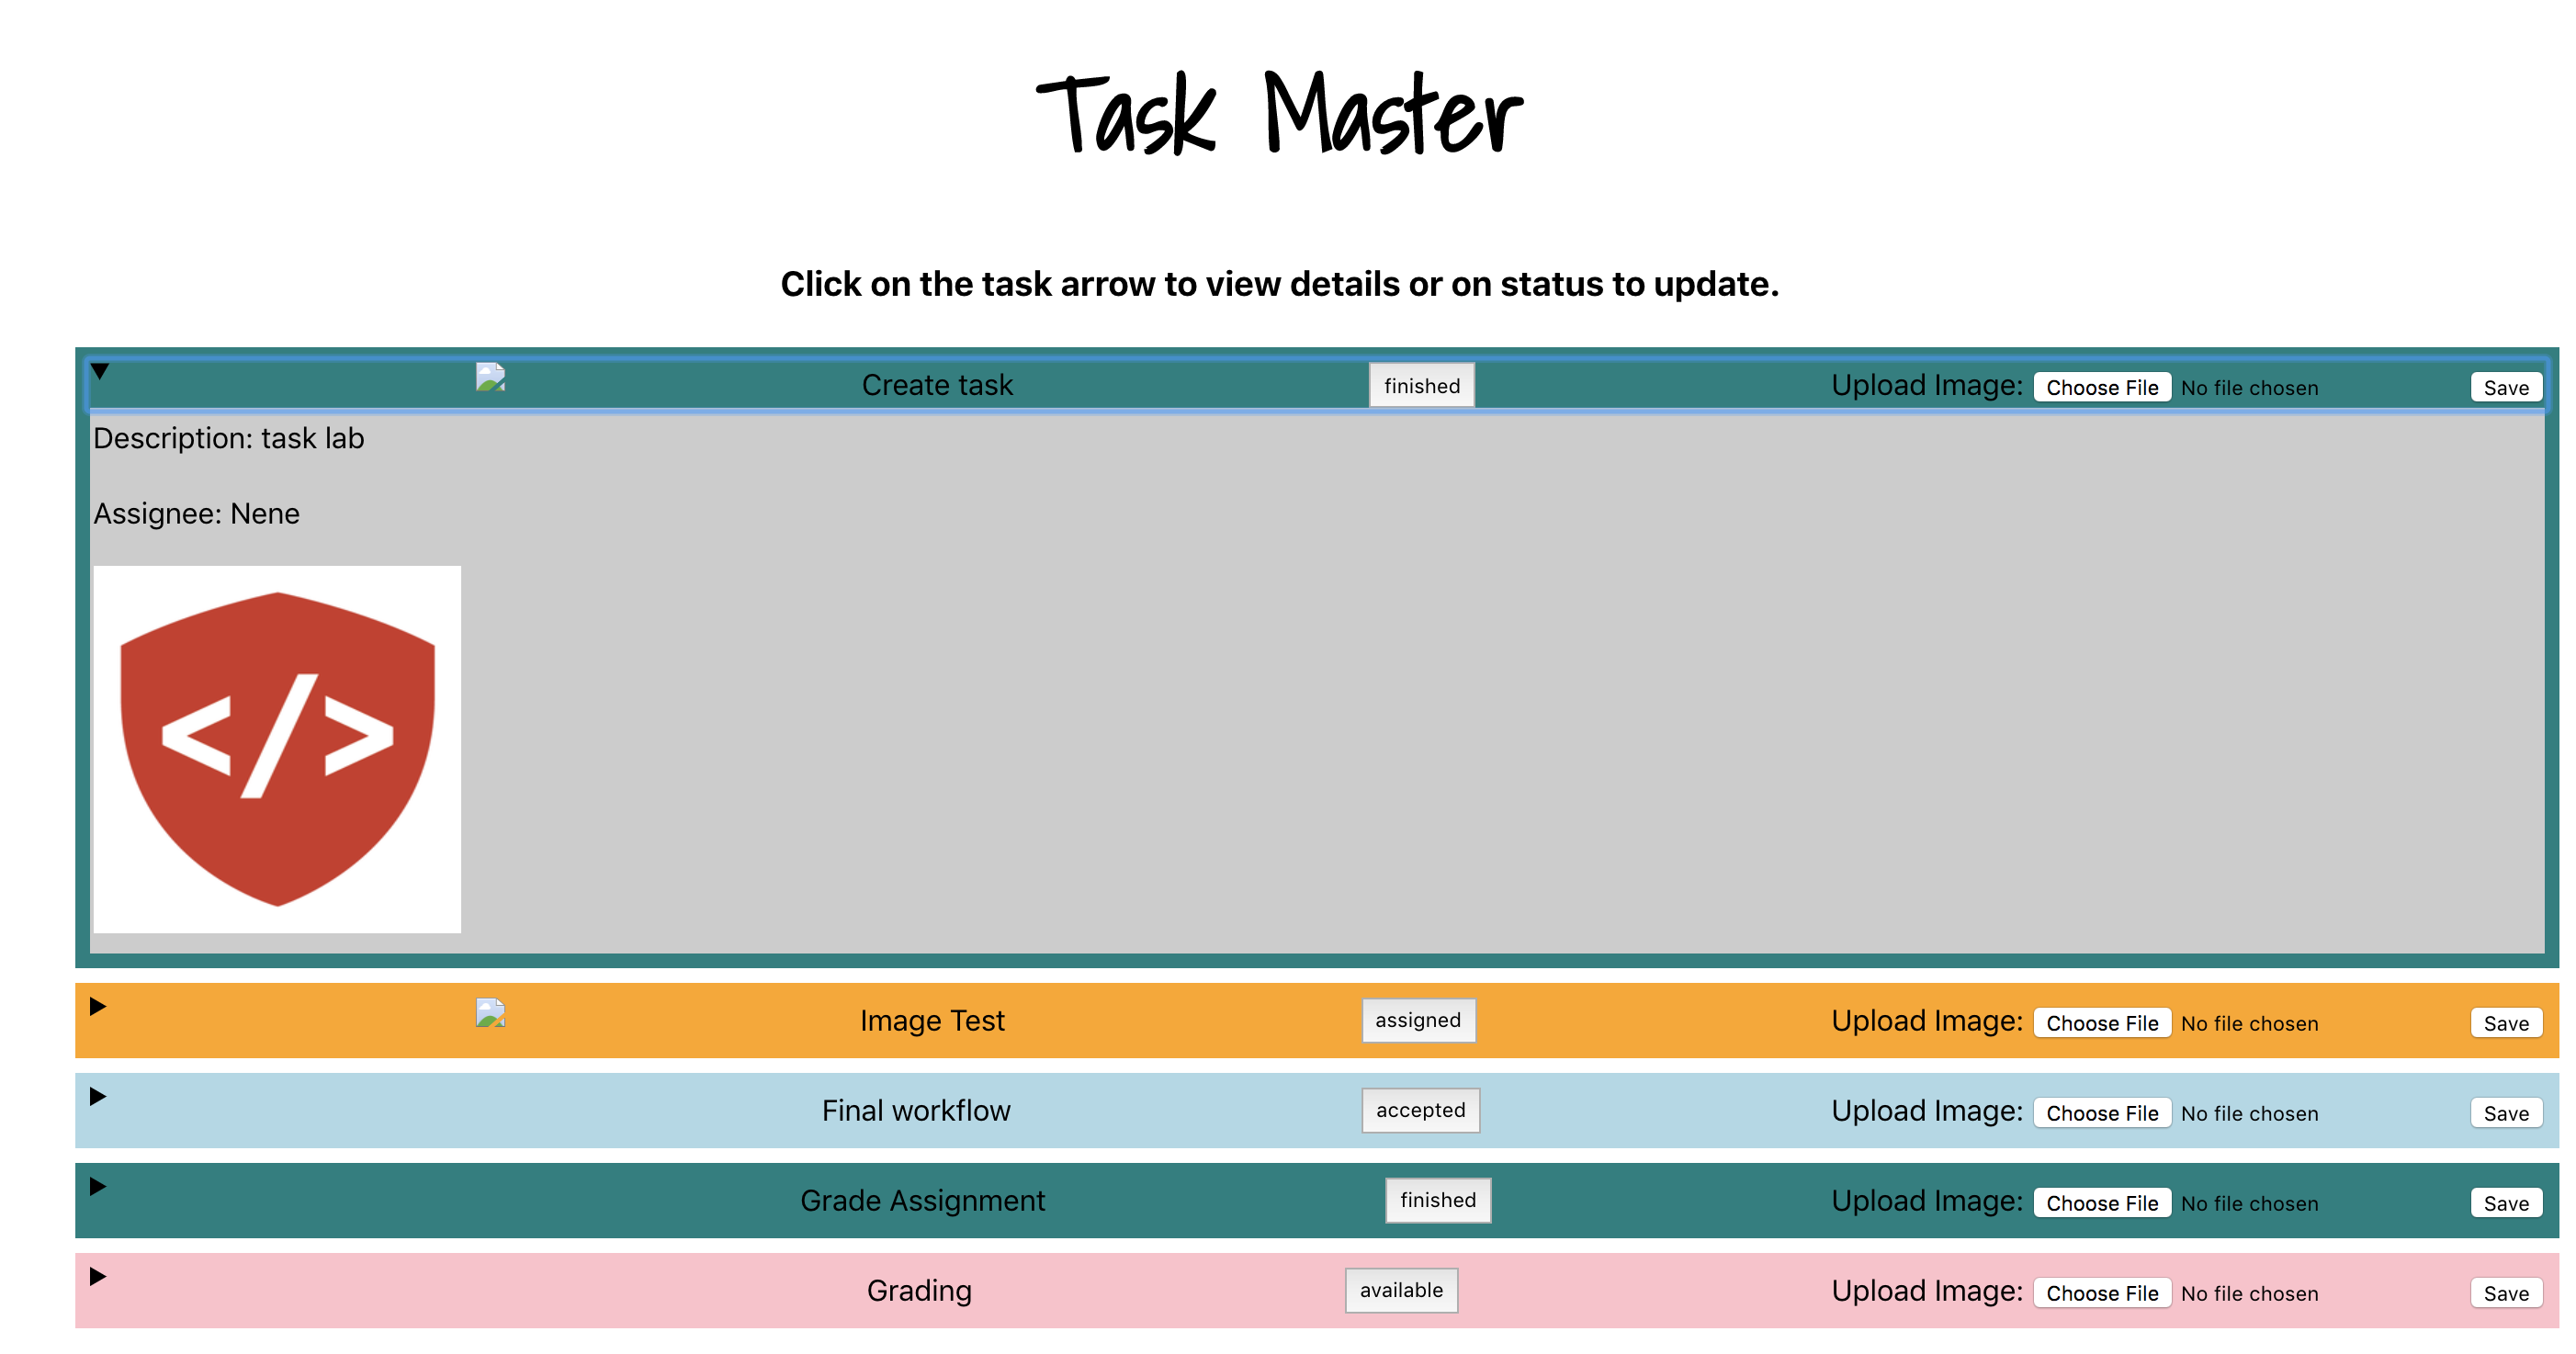 Task Master
Click on the task arrow to view details or on status to update.
Create task finished Upload Image: Choose File No file chosen Save
Description: task lab
Assignee: Nene
</>
Image Test assigned Upload Image: Choose File No file chosen Save
Final workflow accepted Upload Image: Choose File No file chosen Save
Grade Assignment finished Upload Image: Choose File No file chosen Save
Grading available Upload Image: Choose File No file chosen Save